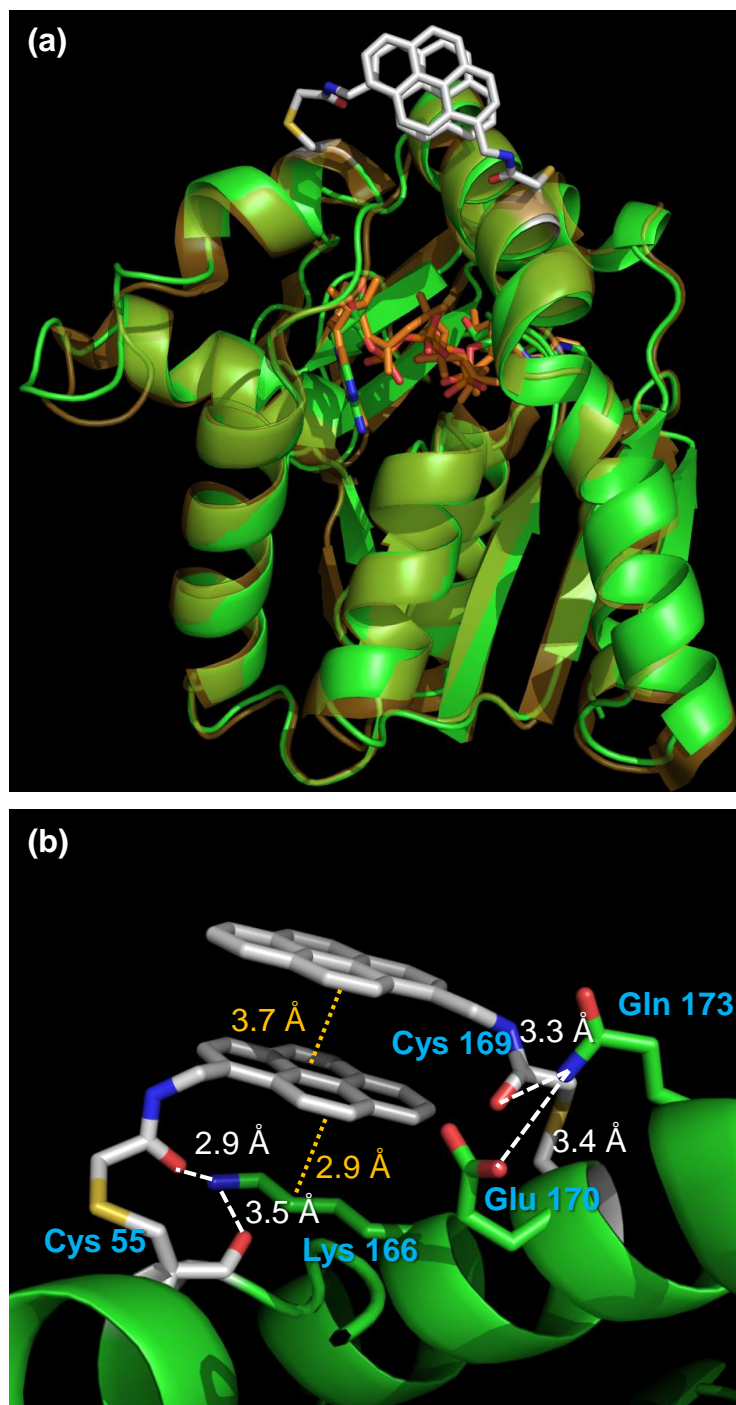 (a)
(b)
Gln 173
3.7 Å
Cys 169
3.3 Å
2.9 Å
2.9 Å
3.4 Å
Glu 170
3.5 Å
Cys 55
Lys 166